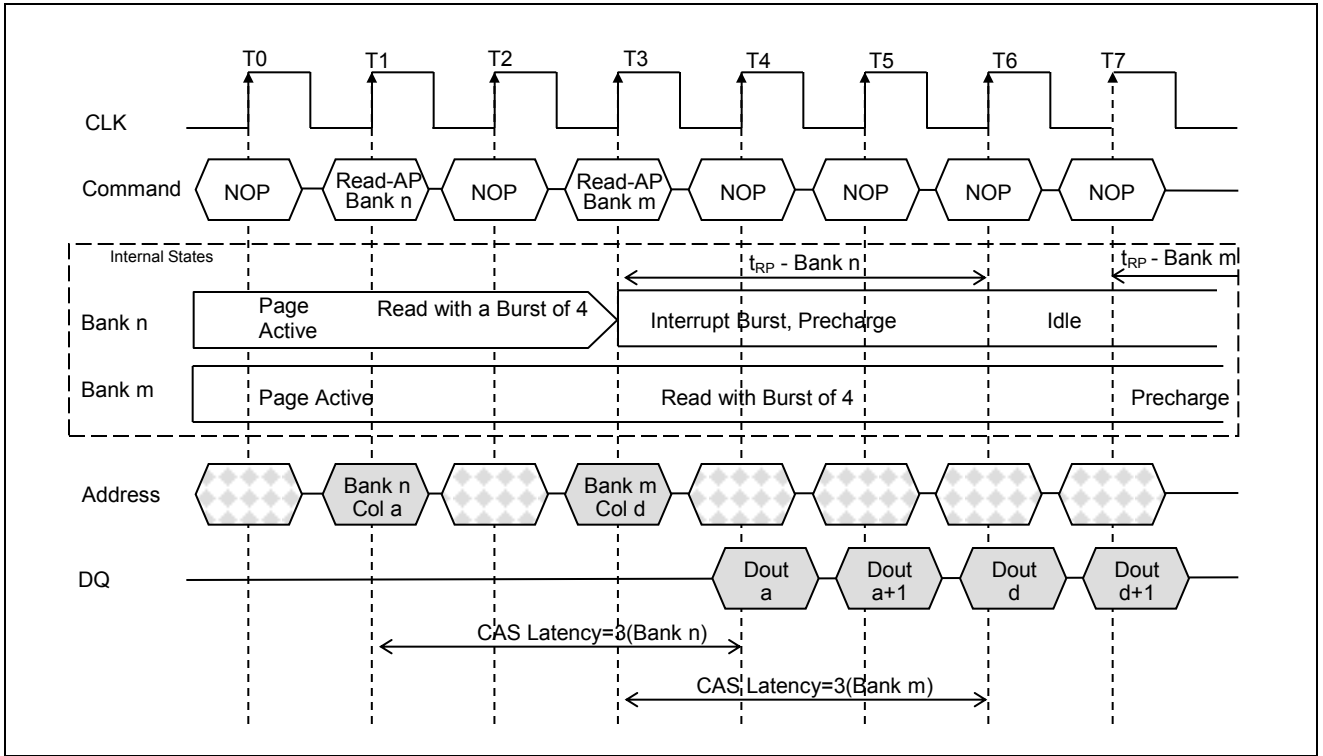 T0 T1 T2 T3 T4 T5 T6 T7
CLK
Command
NOP
Read-AP
Bank n
NOP
Read-AP
Bank m
NOP
NOP
NOP
NOP
Internal States
tRP - Bank n
tRP - Bank m
Bank n
Page
Active
Read with a Burst of 4
Interrupt Burst, Precharge
Idle
Bank m
Page Active
Read with Burst of 4
Precharge
Address
Bank n
Col a
Bank m
Col d
DQ
Dout
a
Dout
a+1
Dout
d
Dout
d+1
CAS Latency=3(Bank n)
CAS Latency=3(Bank m)